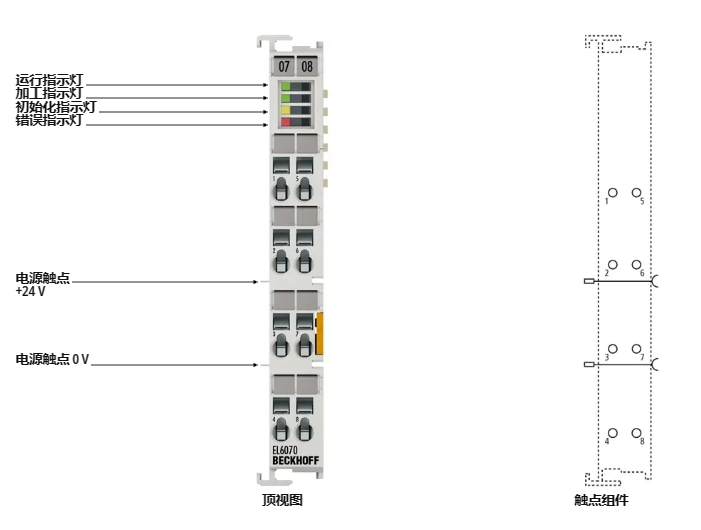 07 08
运行指示灯
加工指示灯
初始化指示灯
错误指示灯
1 5
1 5
2 6
2 6
电源触点
+24 V
3 7
3 7
电源触点 0 V
4 8
4 8
EL6070
BECKHOFF
顶视图
触点组件